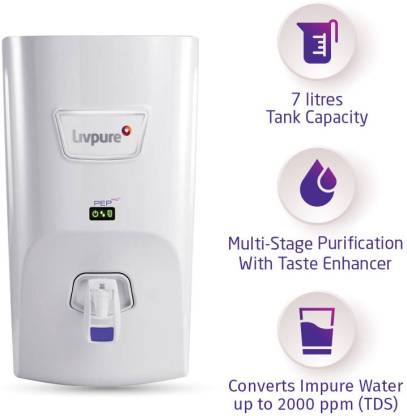 Livpure
PEP
7 litres
Tank Capacity
Multi-Stage Purification
With Taste Enhancer
Converts Impure Water
up to 2000 ppm (TDS)